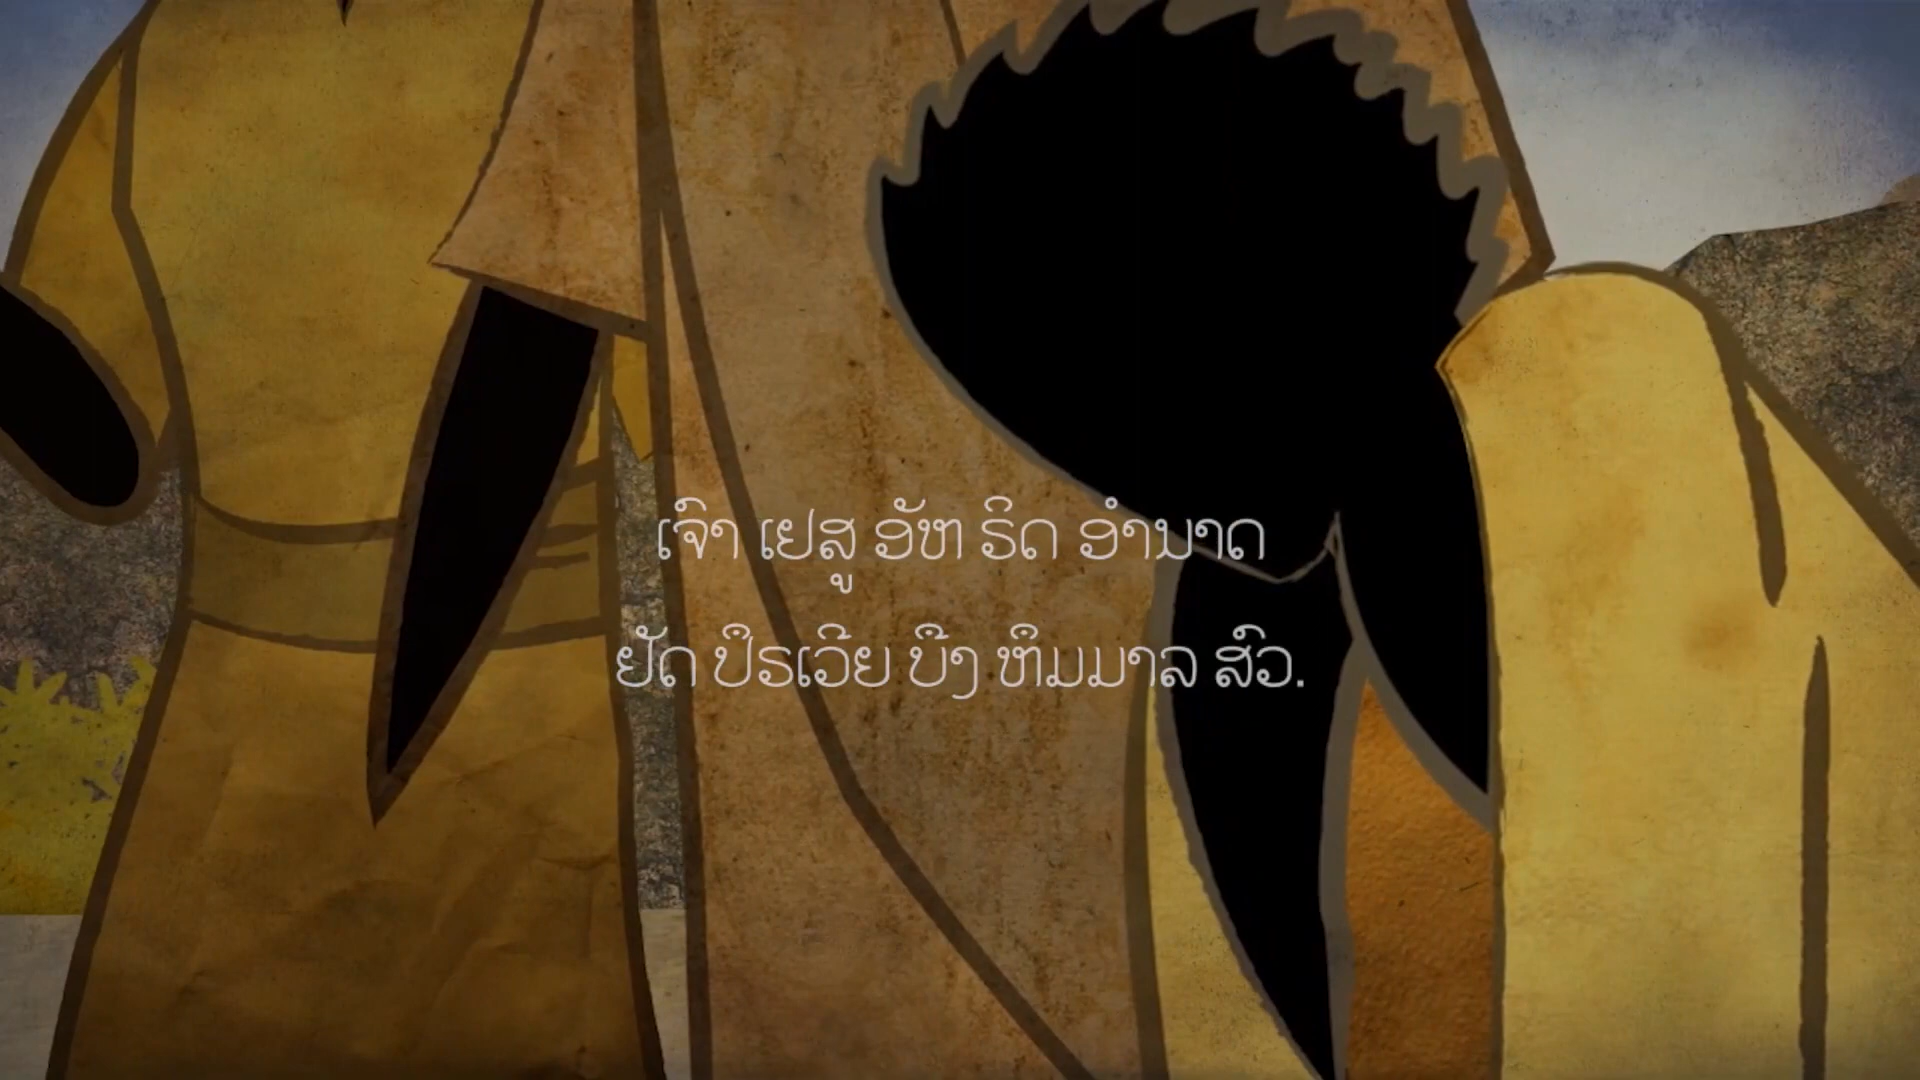 ເຈົາ ເຢສູ ອັຫ ຣິດ ອຳນາດ
ຢັດ ປຶຣເວີຍ ບືງ ຫຶມມາລ ສົວ.